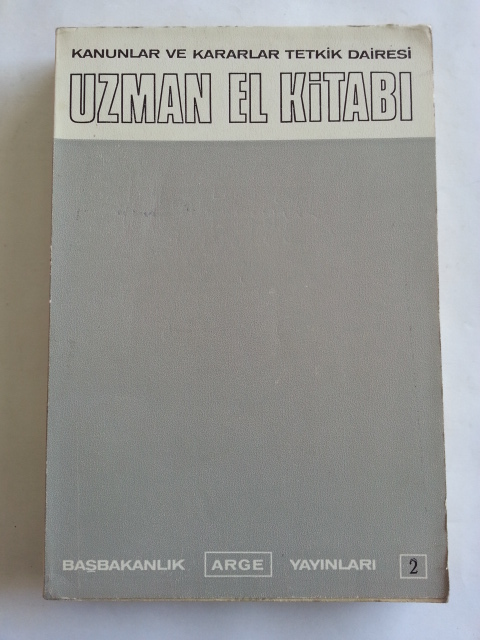 KANUNLAR VE KARARLAR TETKİK DAİRESİ
UZMAN EL KİTABI
BAŞBAKANLIK ARGE YAYINLARI 2